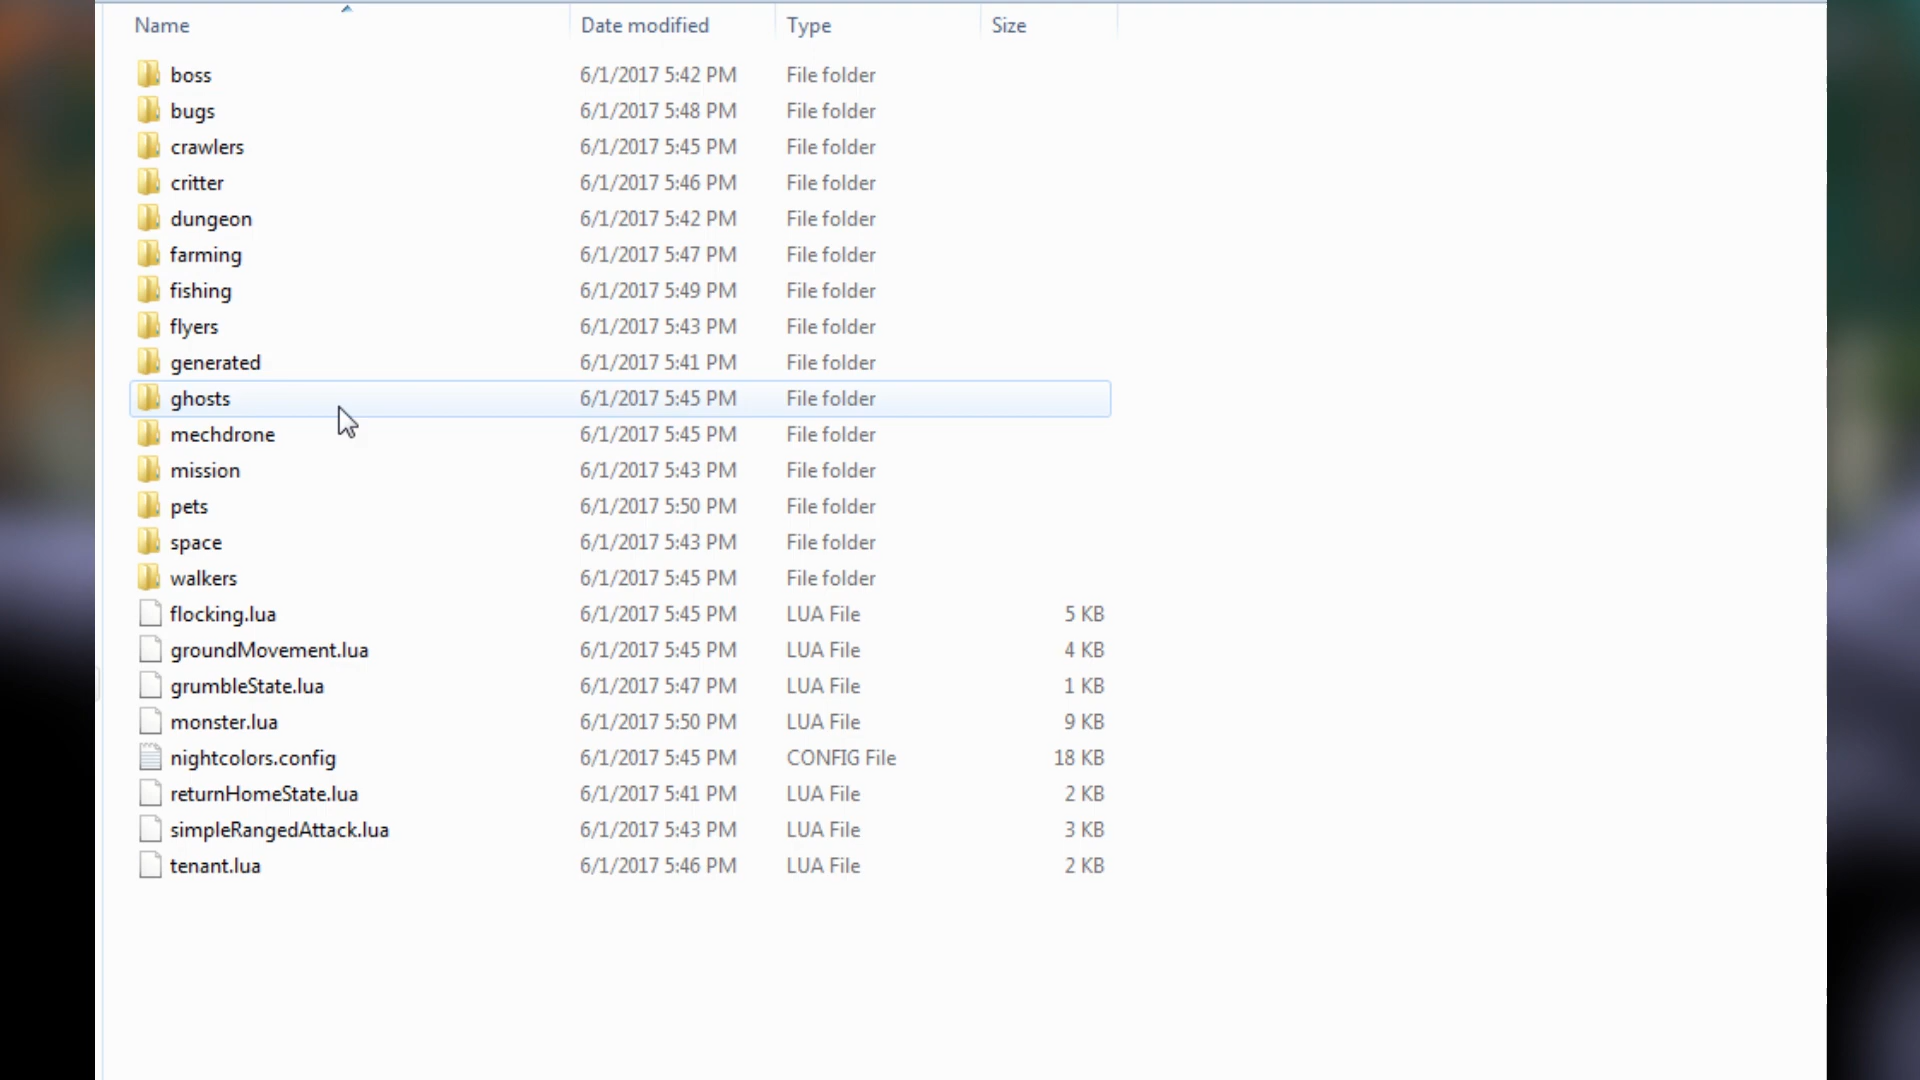 Name Date modified Type Size
boss 6/1/2017 5:42 PM File folder
bugs 6/1/2017 5:48 PM File folder
crawlers 6/1/2017 5:45 PM File folder
critter 6/1/2017 5:46 PM File folder
dungeon 6/1/2017 5:42 PM File folder
farming 6/1/2017 5:47 PM File folder
fishing 6/1/2017 5:49 PM File folder
flyers 6/1/2017 5:43 PM File folder
generated 6/1/2017 5:41 PM File folder
ghosts 6/1/2017 5:45 PM File folder
mechdrone 6/1/2017 5:45 PM File folder
mission 6/1/2017 5:43 PM File folder
pets 6/1/2017 5:50 PM File folder
space 6/1/2017 5:43 PM File folder
walkers 6/1/2017 5:45 PM File folder
flocking.lua 6/1/2017 5:45 PM LUA File 5 KB
groundMovement.lua 6/1/2017 5:45 PM LUA File 4 KB
grumbleState.lua 6/1/2017 5:47 PM LUA File 1 KB
monster.lua 6/1/2017 5:50 PM LUA File 9 KB
nightcolors.config 6/1/2017 5:45 PM CONFIG File 18 KB
returnHomeState.lua 6/1/2017 5:41 PM LUA File 2 KB
simpleRangedAttack.lua 6/1/2017 5:43 PM LUA File 3 KB
tenant.lua 6/1/2017 5:46 PM LUA File 2 KB